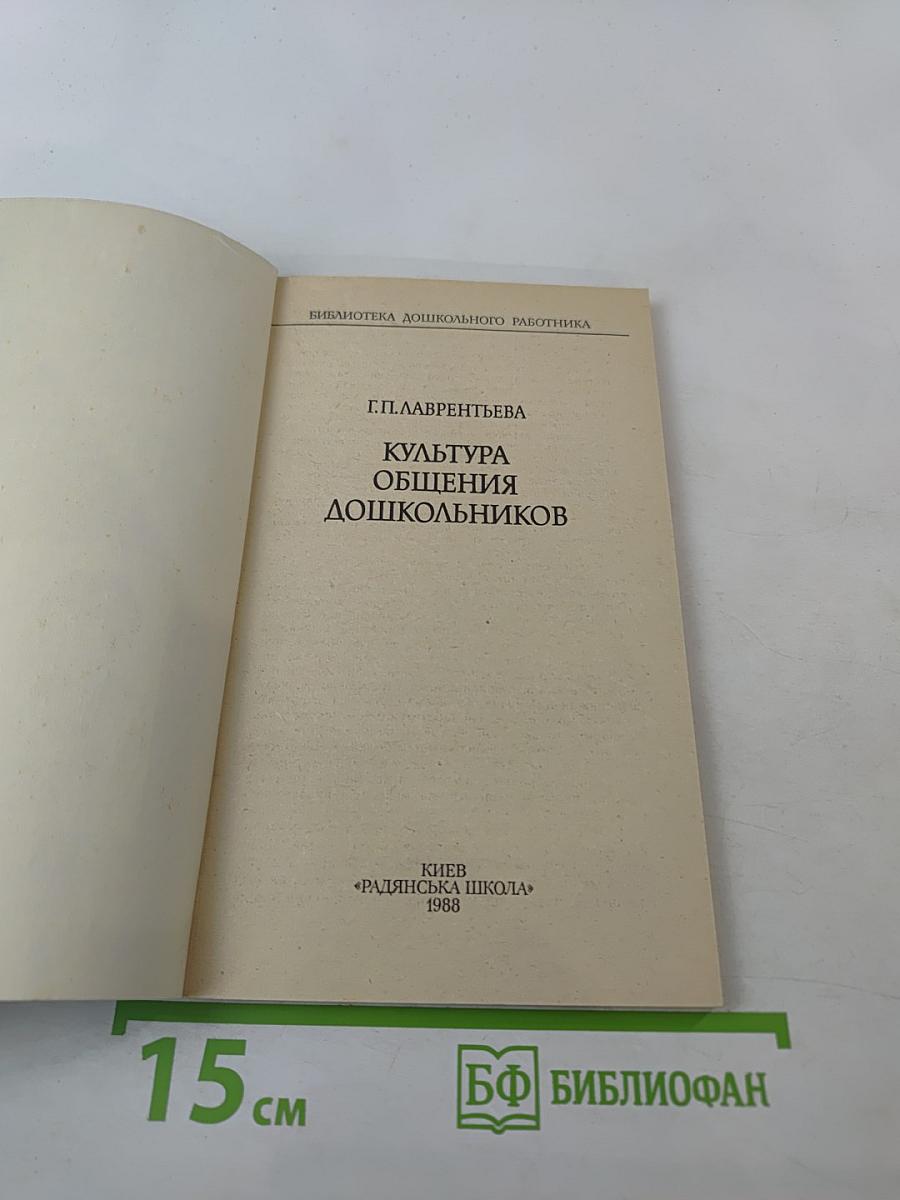 БИБЛИОТЕКА ДОШКОЛЬНОГО РАБОТНИКА
Г. П. ЛАВРЕНТЬЕВА
КУЛЬТУРА
ОБЩЕНИЯ
ДОШКОЛЬНИКОВ
КИЕВ
«РАДЯНСЬКА ШКОЛА»
1988
15 см
БФ БИБЛИОФАН